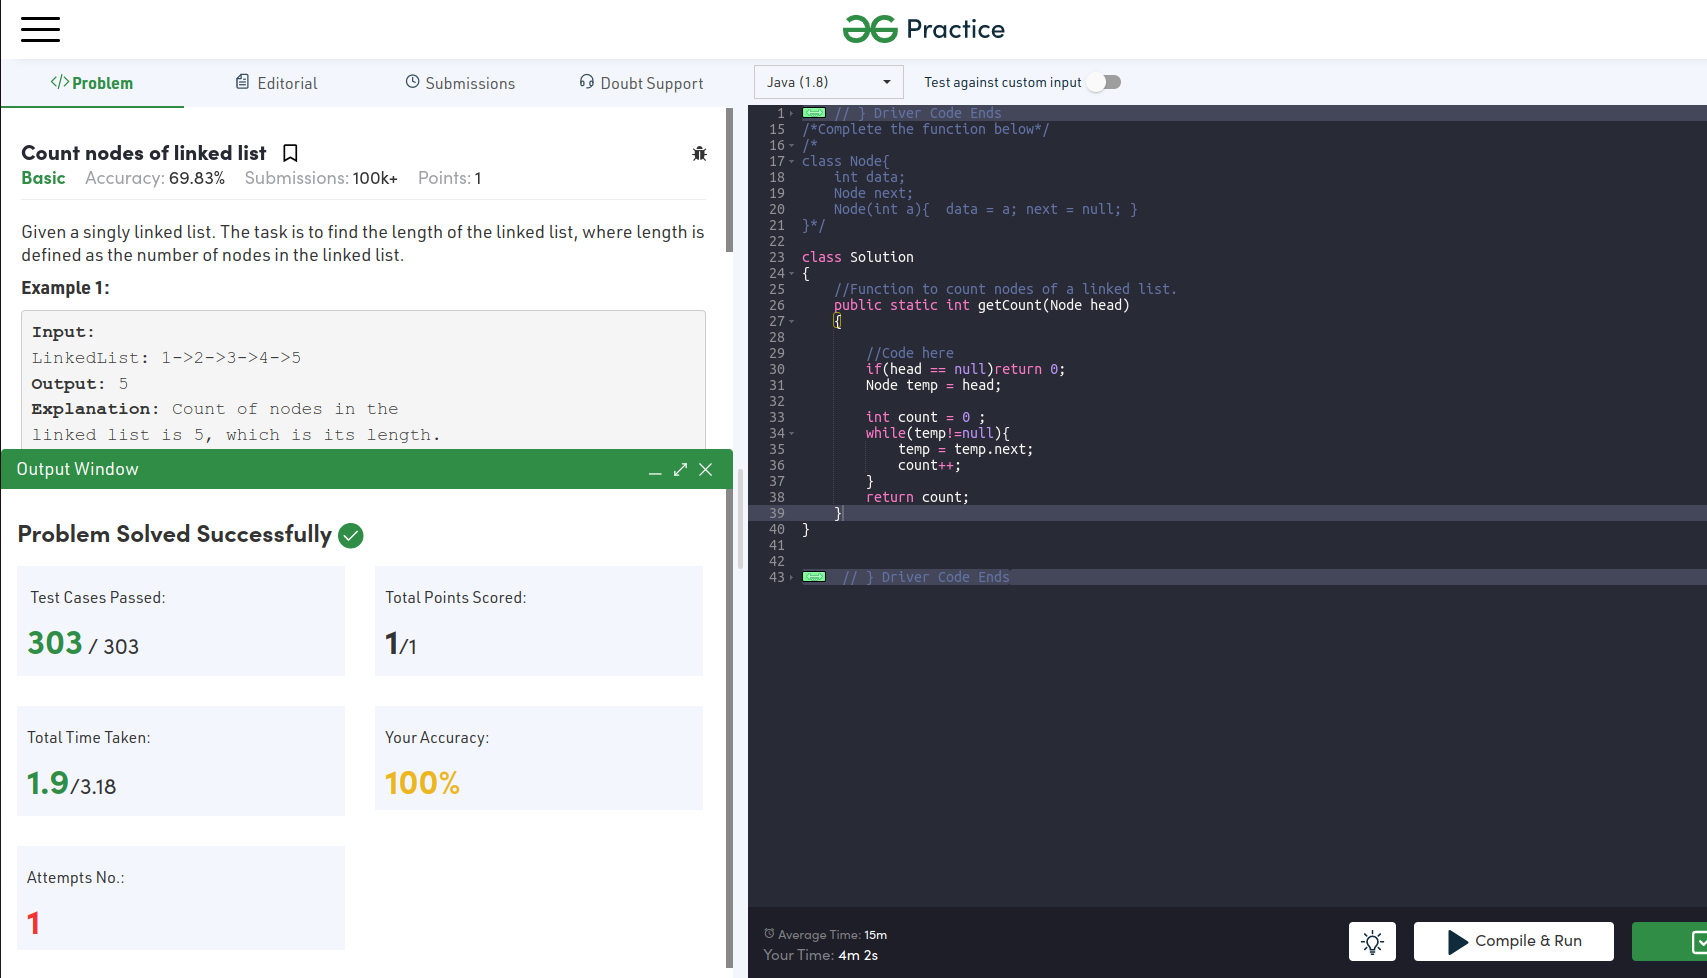 Practice
</>Problem
Editorial
Submissions
Doubt Support
Java (1.8)
Test against custom input
Count nodes of linked list
Basic Accuracy: 69.83% Submissions: 100k+ Points: 1
Given a singly linked list. The task is to find the length of the linked list, where length is
defined as the number of nodes in the linked list.
Example 1:
Input:
LinkedList: 1->2->3->4->5
Output: 5
Explanation: Count of nodes in the
linked list is 5, which is its length.
Output Window
Problem Solved Successfully
Test Cases Passed:
303 / 303
Total Points Scored:
1/1
Total Time Taken:
1.9/3.18
Your Accuracy:
100%
Attempts No.:
1
1 // } Driver Code Ends
15 /*Complete the function below*/
16 /*
17 class Node{
18 int data;
19 Node next;
20 Node(int a){  data = a; next = null; }
21 }*/
22
23 class Solution
24 {
25 //Function to count nodes of a linked list.
26 public static int getCount(Node head)
27 {
28
29 //Code here
30 if(head == null)return 0;
31 Node temp = head;
32
33 int count = 0 ;
34 while(temp!=null){
35 temp = temp.next;
36 count++;
37 }
38 return count;
39 }
40 }
41
42
43 // } Driver Code Ends
Average Time: 15m
Your Time: 4m 2s
Compile & Run